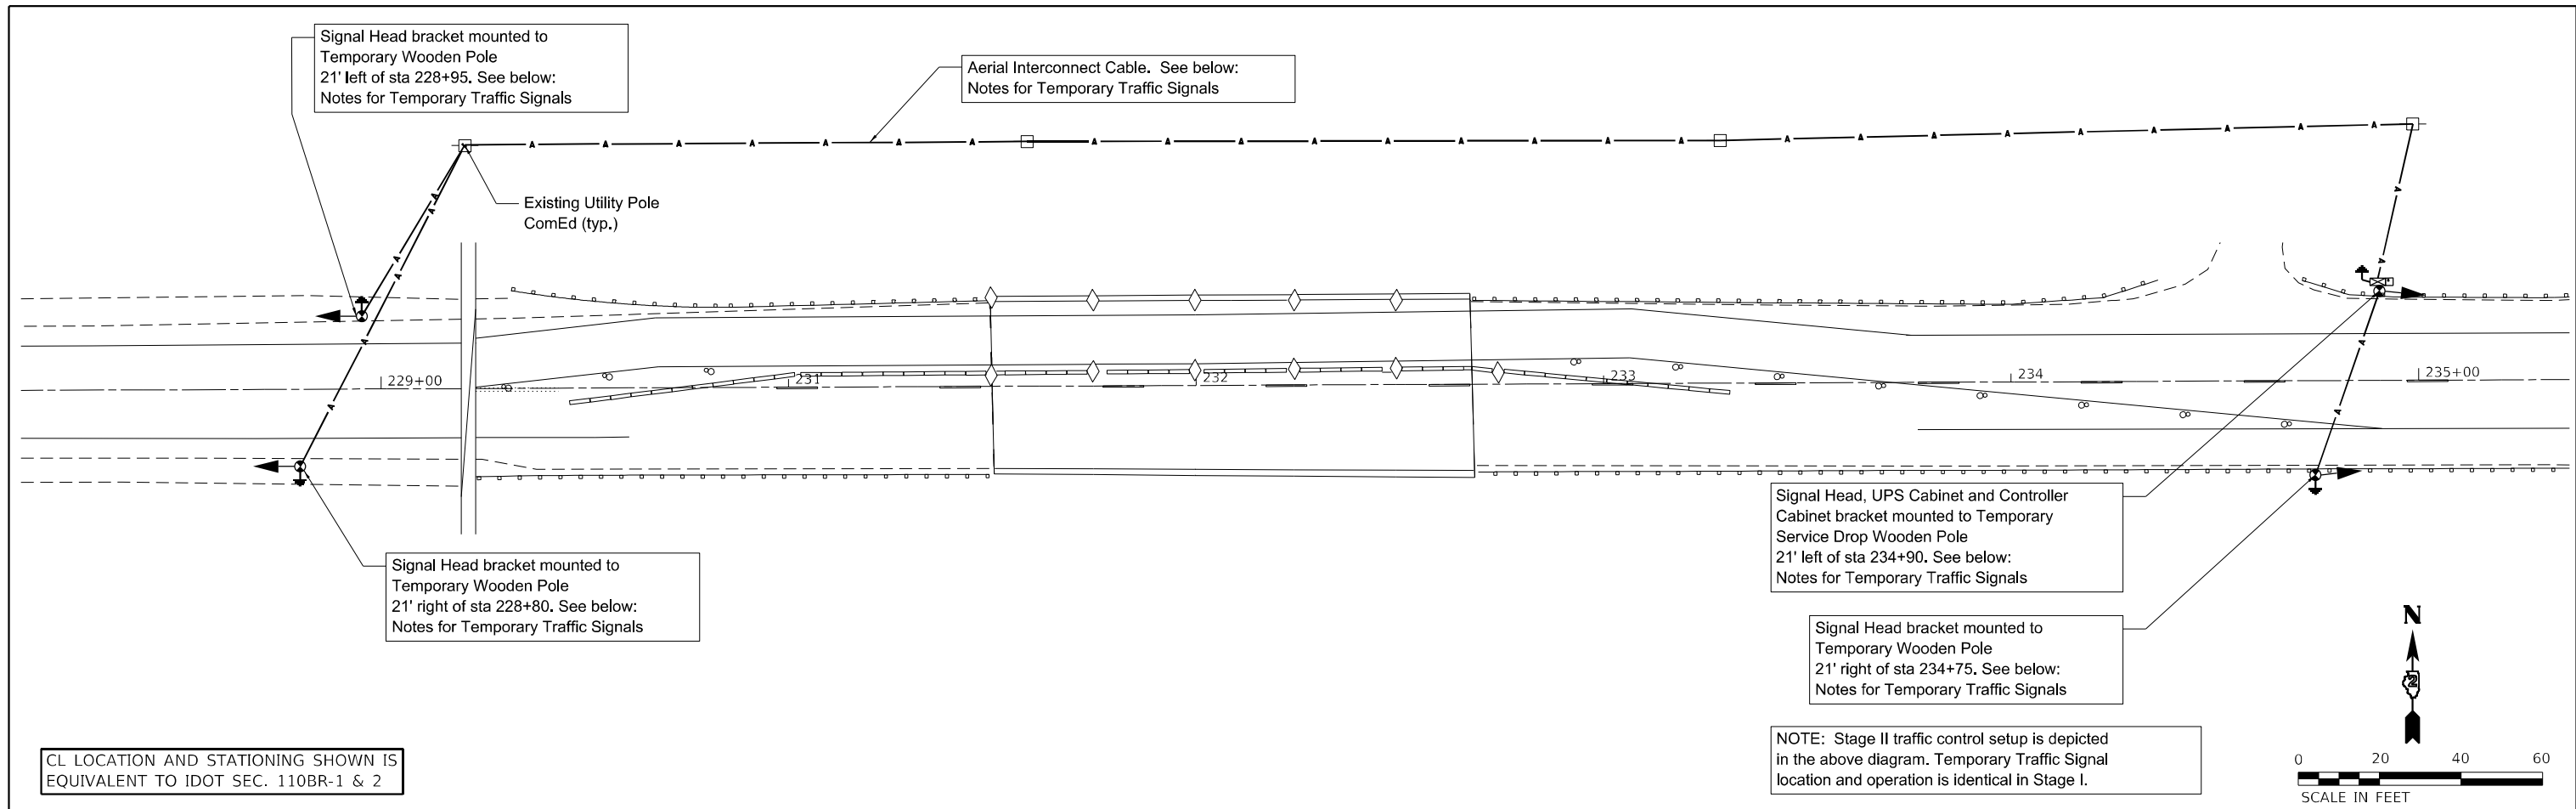 Signal Head bracket mounted to
Temporary Wooden Pole
21' left of sta 228+95. See below:
Notes for Temporary Traffic Signals
Aerial Interconnect Cable. See below:
Notes for Temporary Traffic Signals
A A A A A A A A A A A A A A A A A A A A A A A A A
Existing Utility Pole
ComEd (typ.)
229+00
231
232
233
234
235+00
Signal Head bracket mounted to
Temporary Wooden Pole
21' right of sta 228+80. See below:
Notes for Temporary Traffic Signals
Signal Head, UPS Cabinet and Controller
Cabinet bracket mounted to Temporary
Service Drop Wooden Pole
21' left of sta 234+90. See below:
Notes for Temporary Traffic Signals
Signal Head bracket mounted to
Temporary Wooden Pole
21' right of sta 234+75. See below:
Notes for Temporary Traffic Signals
NOTE: Stage II traffic control setup is depicted
in the above diagram. Temporary Traffic Signal
location and operation is identical in Stage I.
CL LOCATION AND STATIONING SHOWN IS
EQUIVALENT TO IDOT SEC. 110BR-1 & 2
N
2
0 20 40 60
SCALE IN FEET